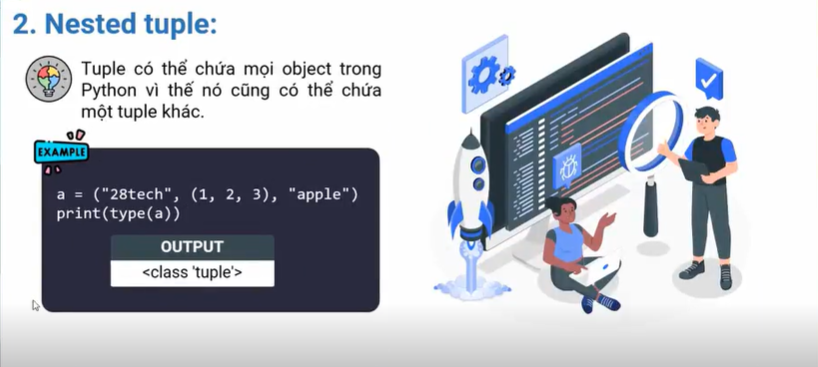 2. Nested tuple:
Tuple có thể chứa mọi object trong
Python vì thế nó cũng có thể chứa
một tuple khác.
EXAMPLE
a = ("28tech", (1, 2, 3), "apple")
print(type(a))
OUTPUT
<class 'tuple'>